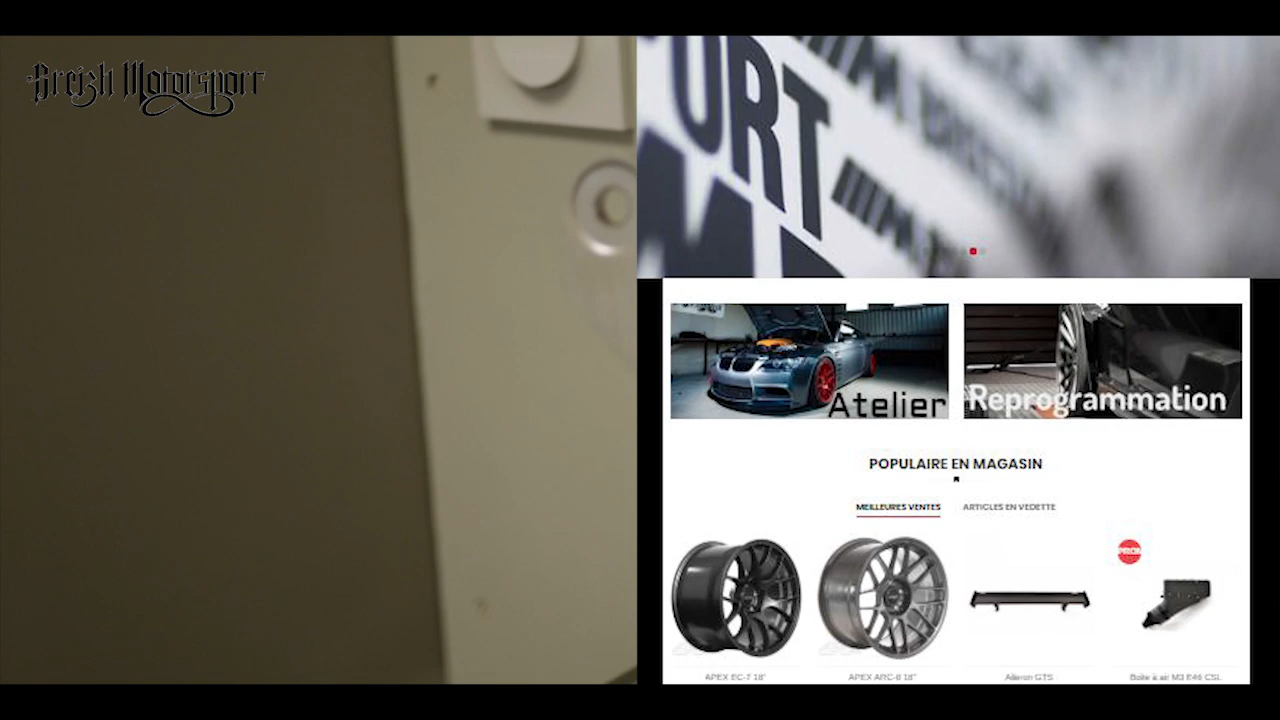 Breizh Motorsport
ORT
Atelier
Reprogrammation
POPULAIRE EN MAGASIN
MEILLEURES VENTES
ARTICLES EN VEDETTE
APEX EC-7 18"
APEX ARC-8 18"
Aileron GTS
Boite à air M3 E46 CSL